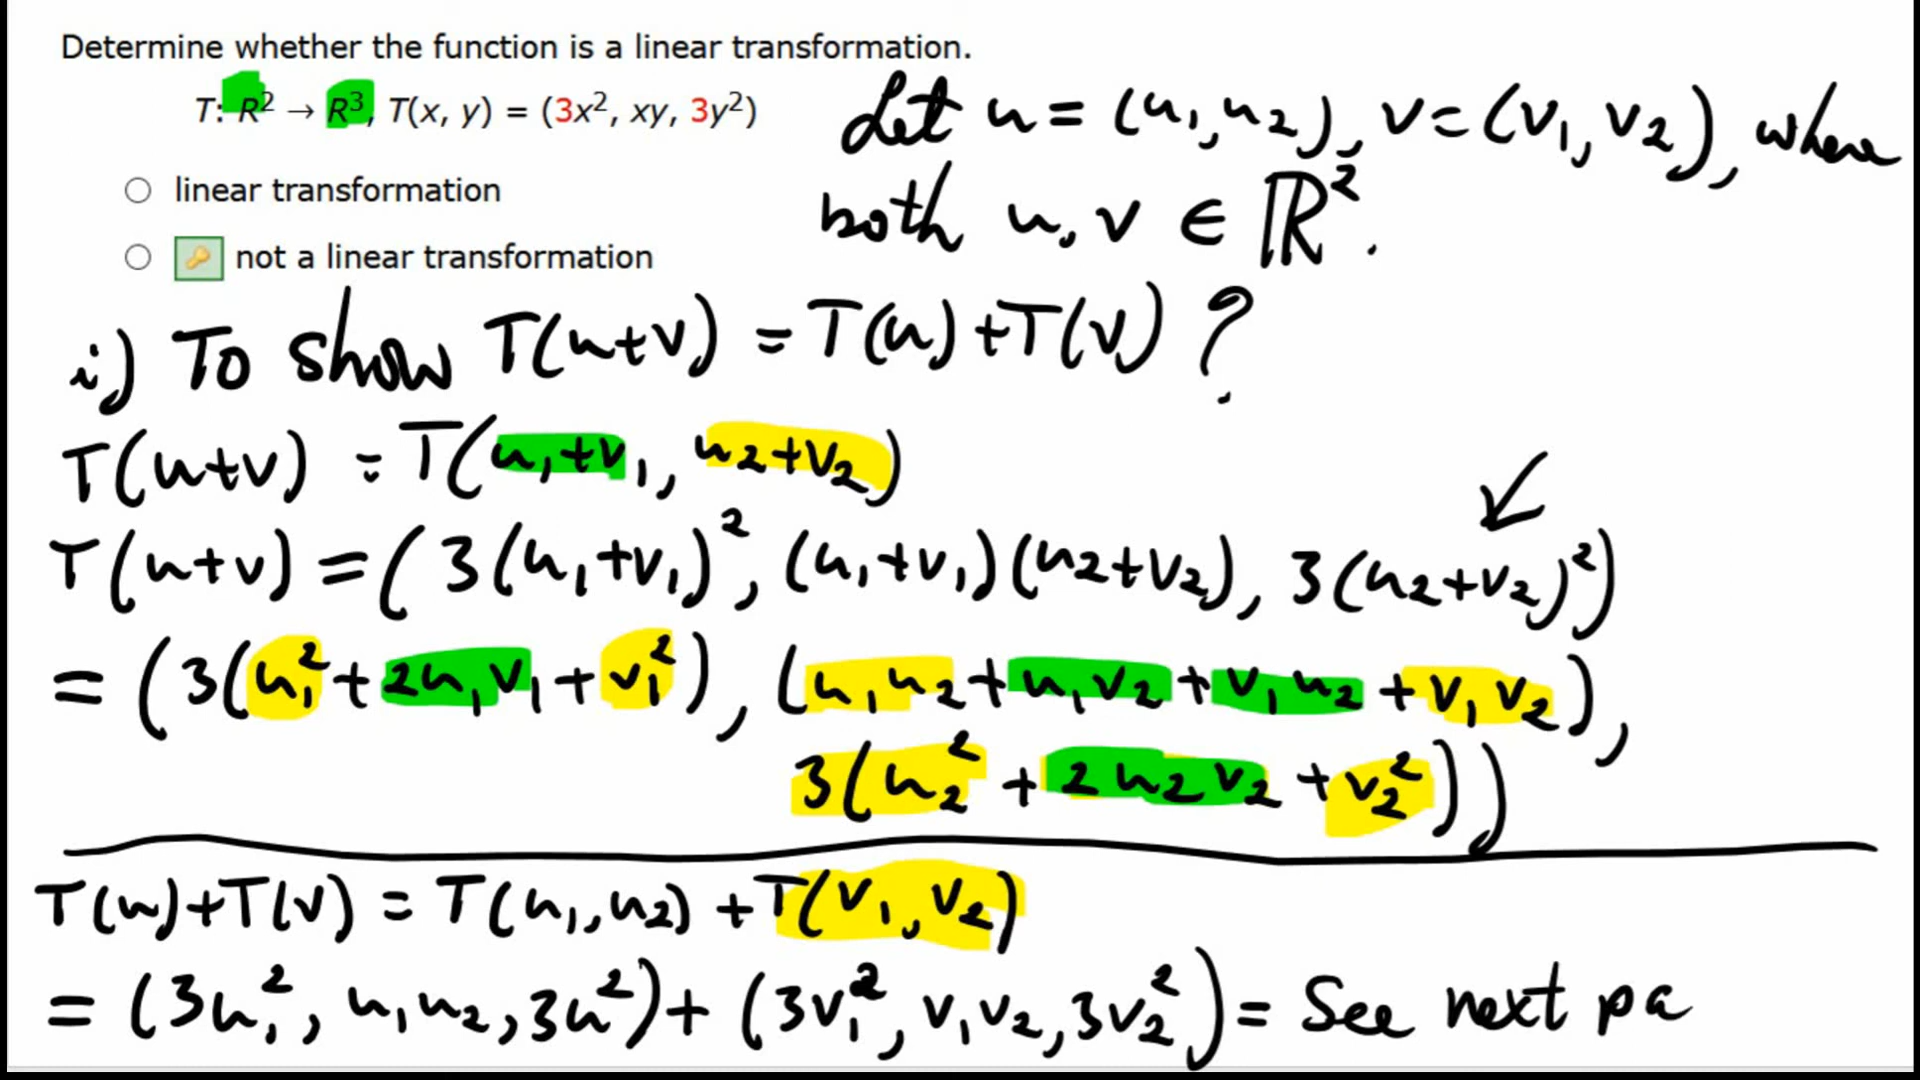 Determine whether the function is a linear transformation.
T: R² → R³, T(x, y) = (3x², xy, 3y²)
Let u = (u₁,u₂), v=(v₁,v₂), where
linear transformation
both u, v ∈ ℝ².
not a linear transformation
i) To show T(u+v) = T(u)+T(v) ?
T(u+v) = T(u₁+v₁, u₂+v₂)
T(u+v) = (3(u₁+v₁)², (u₁+v₁)(u₂+v₂), 3(u₂+v₂)²)
= (3(u₁²+2u₁v₁+v₁²), (u₁u₂+u₁v₂+v₁u₂+v₁v₂),
3(u₂²+2u₂v₂+v₂²))
T(u)+T(v) = T(u₁,u₂)+T(v₁,v₂)
= (3u₁², u₁u₂, 3u²)+(3v₁², v₁v₂, 3v₂²) = See next pa